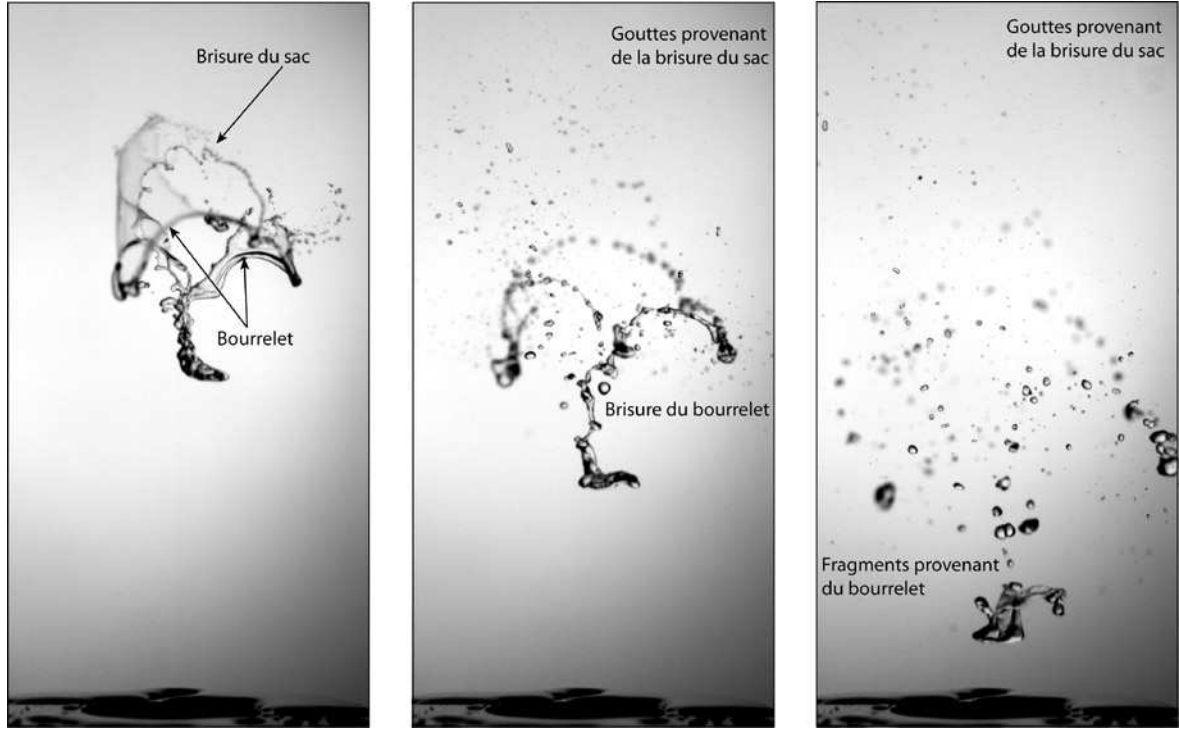 Brisure du sac
Bourrelet
Gouttes provenant
de la brisure du sac
Brisure du bourrelet
Gouttes provenant
de la brisure du sac
Fragments provenant
du bourrelet